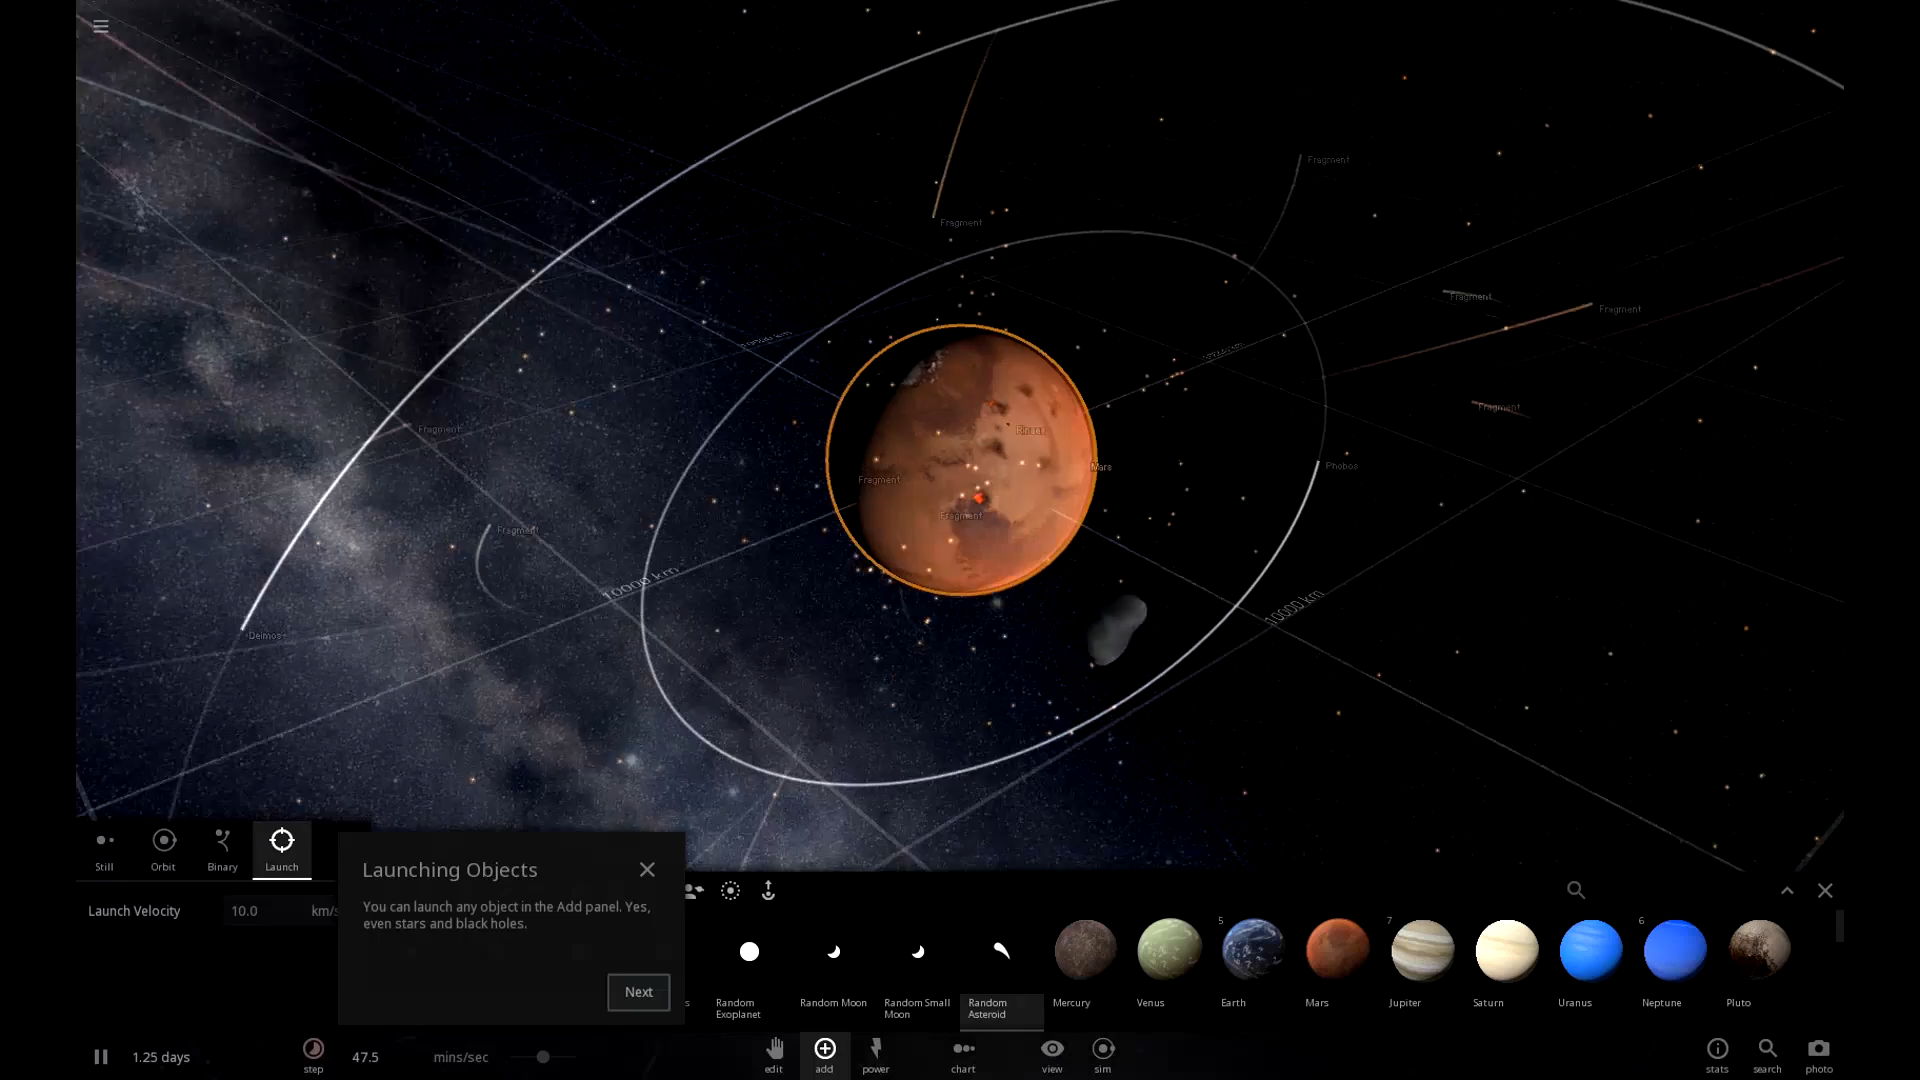 Fragment
Fragment
Fragment
Fragment
Fragment
Fragment
Mars
Phobos
Fragment
Fragment
Fragment
10000 km
10000 km
Deimos
Still
Orbit
Binary
Launch
Launch Velocity
10.0
km/s
Launching Objects
You can launch any object in the Add panel. Yes,
even stars and black holes.
Next
5
7
6
Random
Exoplanet
Random Moon
Random Small
Moon
Random
Asteroid
Mercury
Venus
Earth
Mars
Jupiter
Saturn
Uranus
Neptune
Pluto
1.25 days
step
47.5
mins/sec
edit
add
power
chart
view
sim
stats
search
photo